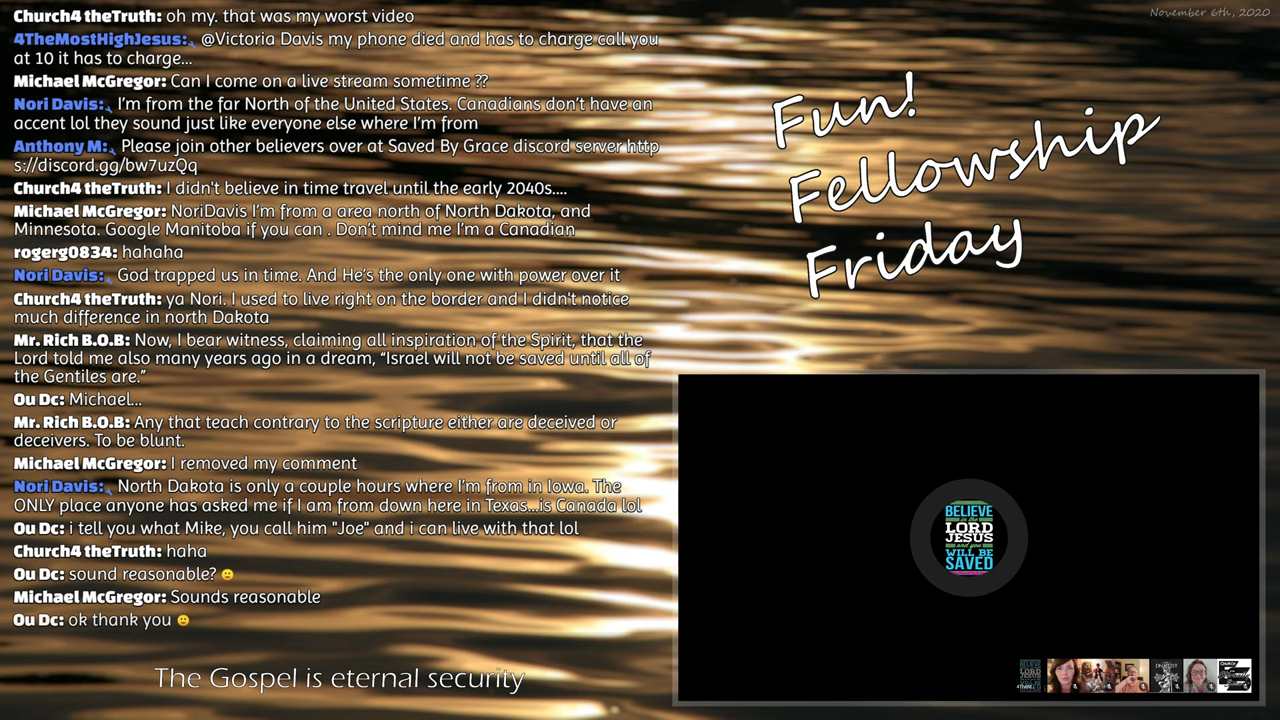 Church4 theTruth: oh my. that was my worst video
4TheMostHighJesus: @Victoria Davis my phone died and has to charge call you
at 10 it has to charge...
Michael McGregor: Can I come on a live stream sometime ??
Nori Davis: I'm from the far North of the United States. Canadians don't have an
accent lol they sound just like everyone else where I'm from
Anthony M: Please join other believers over at Saved By Grace discord server http
s://discord.gg/bw7uzQq
Church4 theTruth: I didn't believe in time travel until the early 2040s....
Michael McGregor: NoriDavis I'm from a area north of North Dakota, and
Minnesota. Google Manitoba if you can . Don't mind me I'm a Canadian
rogerg0834: hahaha
Nori Davis: God trapped us in time. And He's the only one with power over it
Church4 theTruth: ya Nori. I used to live right on the border and I didn't notice
much difference in north Dakota
Mr. Rich B.O.B: Now, I bear witness, claiming all inspiration of the Spirit, that the
Lord told me also many years ago in a dream, “Israel will not be saved until all of
the Gentiles are.”
Ou Dc: Michael...
Mr. Rich B.O.B: Any that teach contrary to the scripture either are deceived or
deceivers. To be blunt.
Michael McGregor: I removed my comment
Nori Davis: North Dakota is only a couple hours where I'm from in Iowa. The
ONLY place anyone has asked me if I am from down here in Texas...is Canada lol
Ou Dc: i tell you what Mike, you call him "Joe" and i can live with that lol
Church4 theTruth: haha
Ou Dc: sound reasonable? 🙂
Michael McGregor: Sounds reasonable
Ou Dc: ok thank you 🙂
The Gospel is eternal security
November 6th, 2020
Fun!
Fellowship
Friday
BELIEVE
in the
LORD
JESUS
and you
WILL BE
SAVED